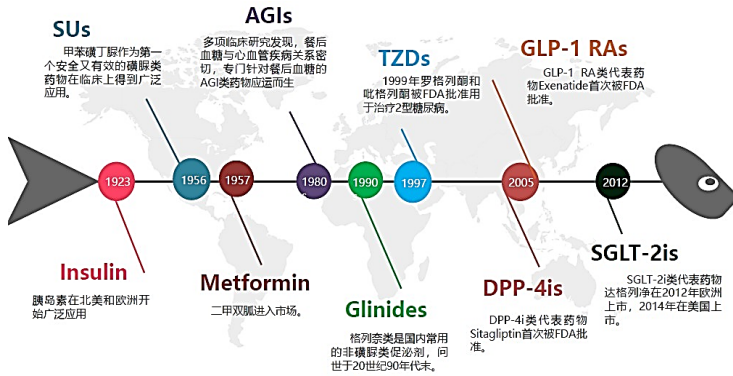 SUs
甲苯磺丁脲作为第一
个安全又有效的磺脲类
药物在临床上得到广泛
应用。
AGIs
多项临床研究发现，餐后
血糖与心血管疾病关系密
切，专门针对餐后血糖的
AGI类药物应运而生
TZDs
1999年罗格列酮和
吡格列酮被FDA批准用
于治疗2型糖尿病。
GLP-1 RAs
GLP-1 RA类代表药
物Exenatide首次被FDA
批准。
1923
1956
1957
1980
1990
1997
2005
2012
Insulin
胰岛素在北美和欧洲开
始广泛应用
Metformin
二甲双胍进入市场。
Glinides
格列奈类是国内常用
的非磺脲类促泌剂，问
世于20世纪90年代末。
DPP-4is
DPP-4i类代表药物
Sitagliptin首次被FDA批
准。
SGLT-2is
SGLT-2i类代表药物
达格列净在2012年欧洲
上市，2014年在美国上
市。